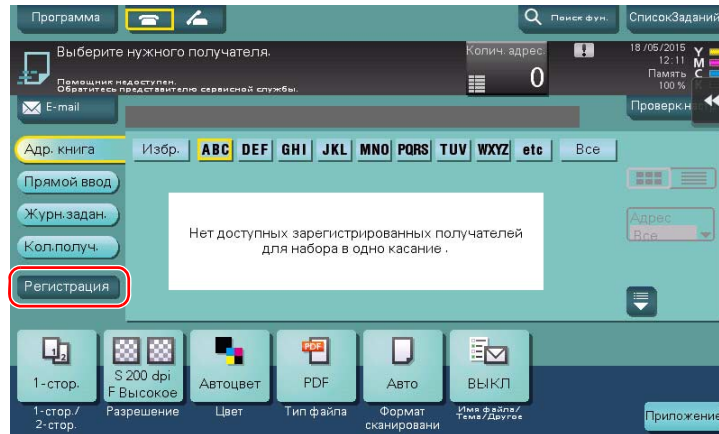 Программа
Поиск фун.
СписокЗаданий
Выберите нужного получателя.
Помощник недоступен.
Обратитесь представителю сервисной службы.
Колич. адрес.
0
18/05/2015
12:11
Память
100 %
Y
M
C
K
E-mail
Адр. книга
Избр.
ABC
DEF
GHI
JKL
MNO
PQRS
TUV
WXYZ
etc
Все
Прямой ввод
Журн.задан.
Кол.получ.
Регистрация
Нет доступных зарегистрированных получателей
для набора в одно касание .
Адрес
Все
1-стор.
S 200 dpi
F Высокое
Автоцвет
PDF
PDF
Авто
ВЫКЛ
1-стор./
2-стор.
Разрешение
Цвет
Тип файла
Формат
сканировани
Имя файла/
Тема/Другое
Приложение